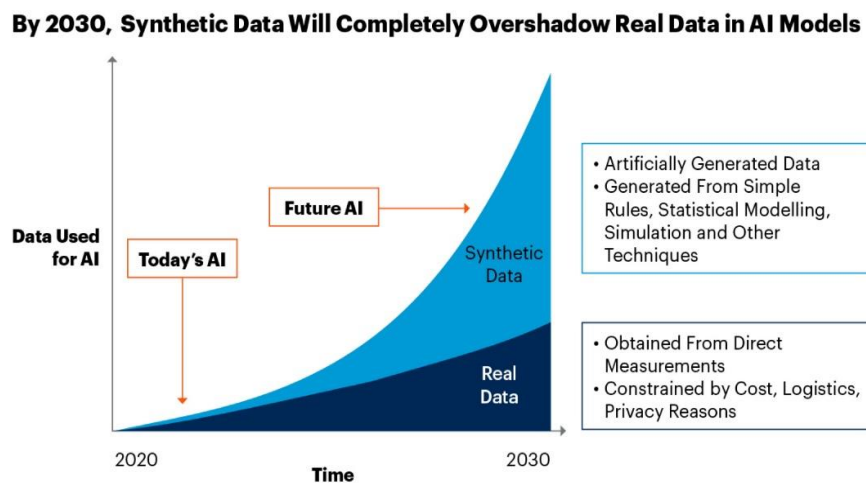 By 2030, Synthetic Data Will Completely Overshadow Real Data in AI Models
Data Used
for AI
Today's AI
Future AI
Synthetic
Data
Real
Data
• Artificially Generated Data
• Generated From Simple
Rules, Statistical Modelling,
Simulation and Other
Techniques
• Obtained From Direct
Measurements
• Constrained by Cost, Logistics,
Privacy Reasons
2020
2030
Time